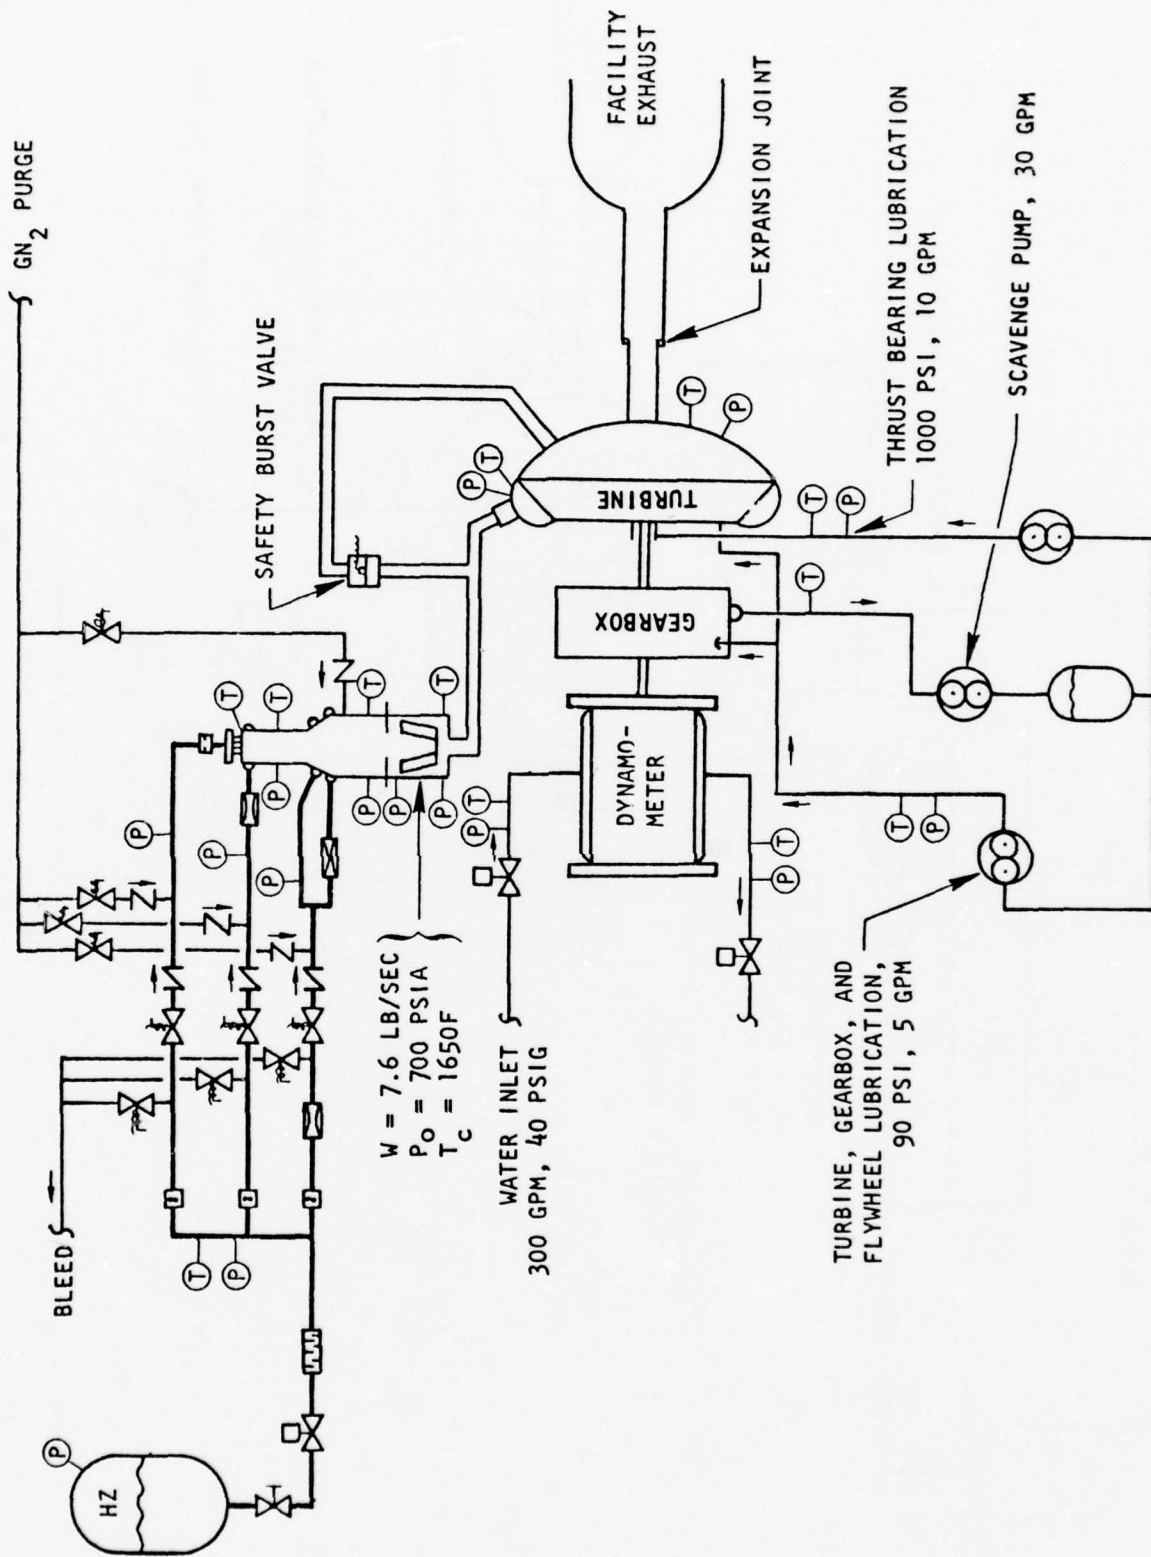 GN2 PURGE
BLEED
HZ
P
T
P
P
P
P
T
T
P
T
P
P
P
T
SAFETY BURST VALVE
P
T
TURBINE
T
P
FACILITY
EXHAUST
EXPANSION JOINT
W = 7.6 LB/SEC
PO = 700 PSIA
TC = 1650F
WATER INLET
300 GPM, 40 PSIG
P
T
DYNAMO-
METER
P
T
GEARBOX
T
T
P
THRUST BEARING LUBRICATION
1000 PSI, 10 GPM
SCAVENGE PUMP, 30 GPM
T
P
TURBINE, GEARBOX, AND
FLYWHEEL LUBRICATION,
90 PSI, 5 GPM